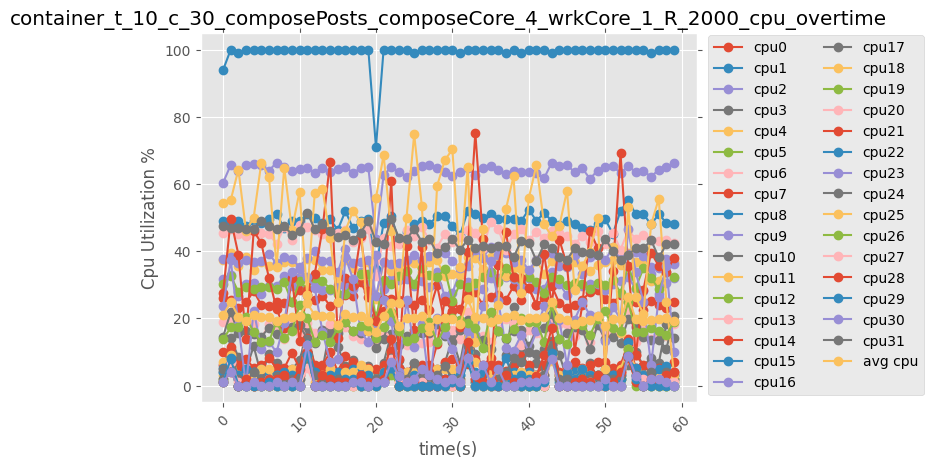 container_t_10_c_30_composePosts_composeCore_4_wrkCore_1_R_2000_cpu_overtime
100
80
60
40
20
0
Cpu Utilization %
0
10
20
30
40
50
60
time(s)
cpu0
cpu1
cpu2
cpu3
cpu4
cpu5
cpu6
cpu7
cpu8
cpu9
cpu10
cpu11
cpu12
cpu13
cpu14
cpu15
cpu16
cpu17
cpu18
cpu19
cpu20
cpu21
cpu22
cpu23
cpu24
cpu25
cpu26
cpu27
cpu28
cpu29
cpu30
cpu31
avg cpu